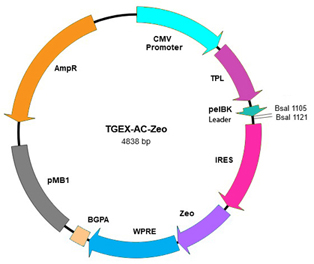 CMV
Promoter
TPL
AmpR
pelBK
Leader
BsaI 1105
BsaI 1121
TGEX-AC-Zeo
4838 bp
IRES
pMB1
Zeo
BGPA
WPRE